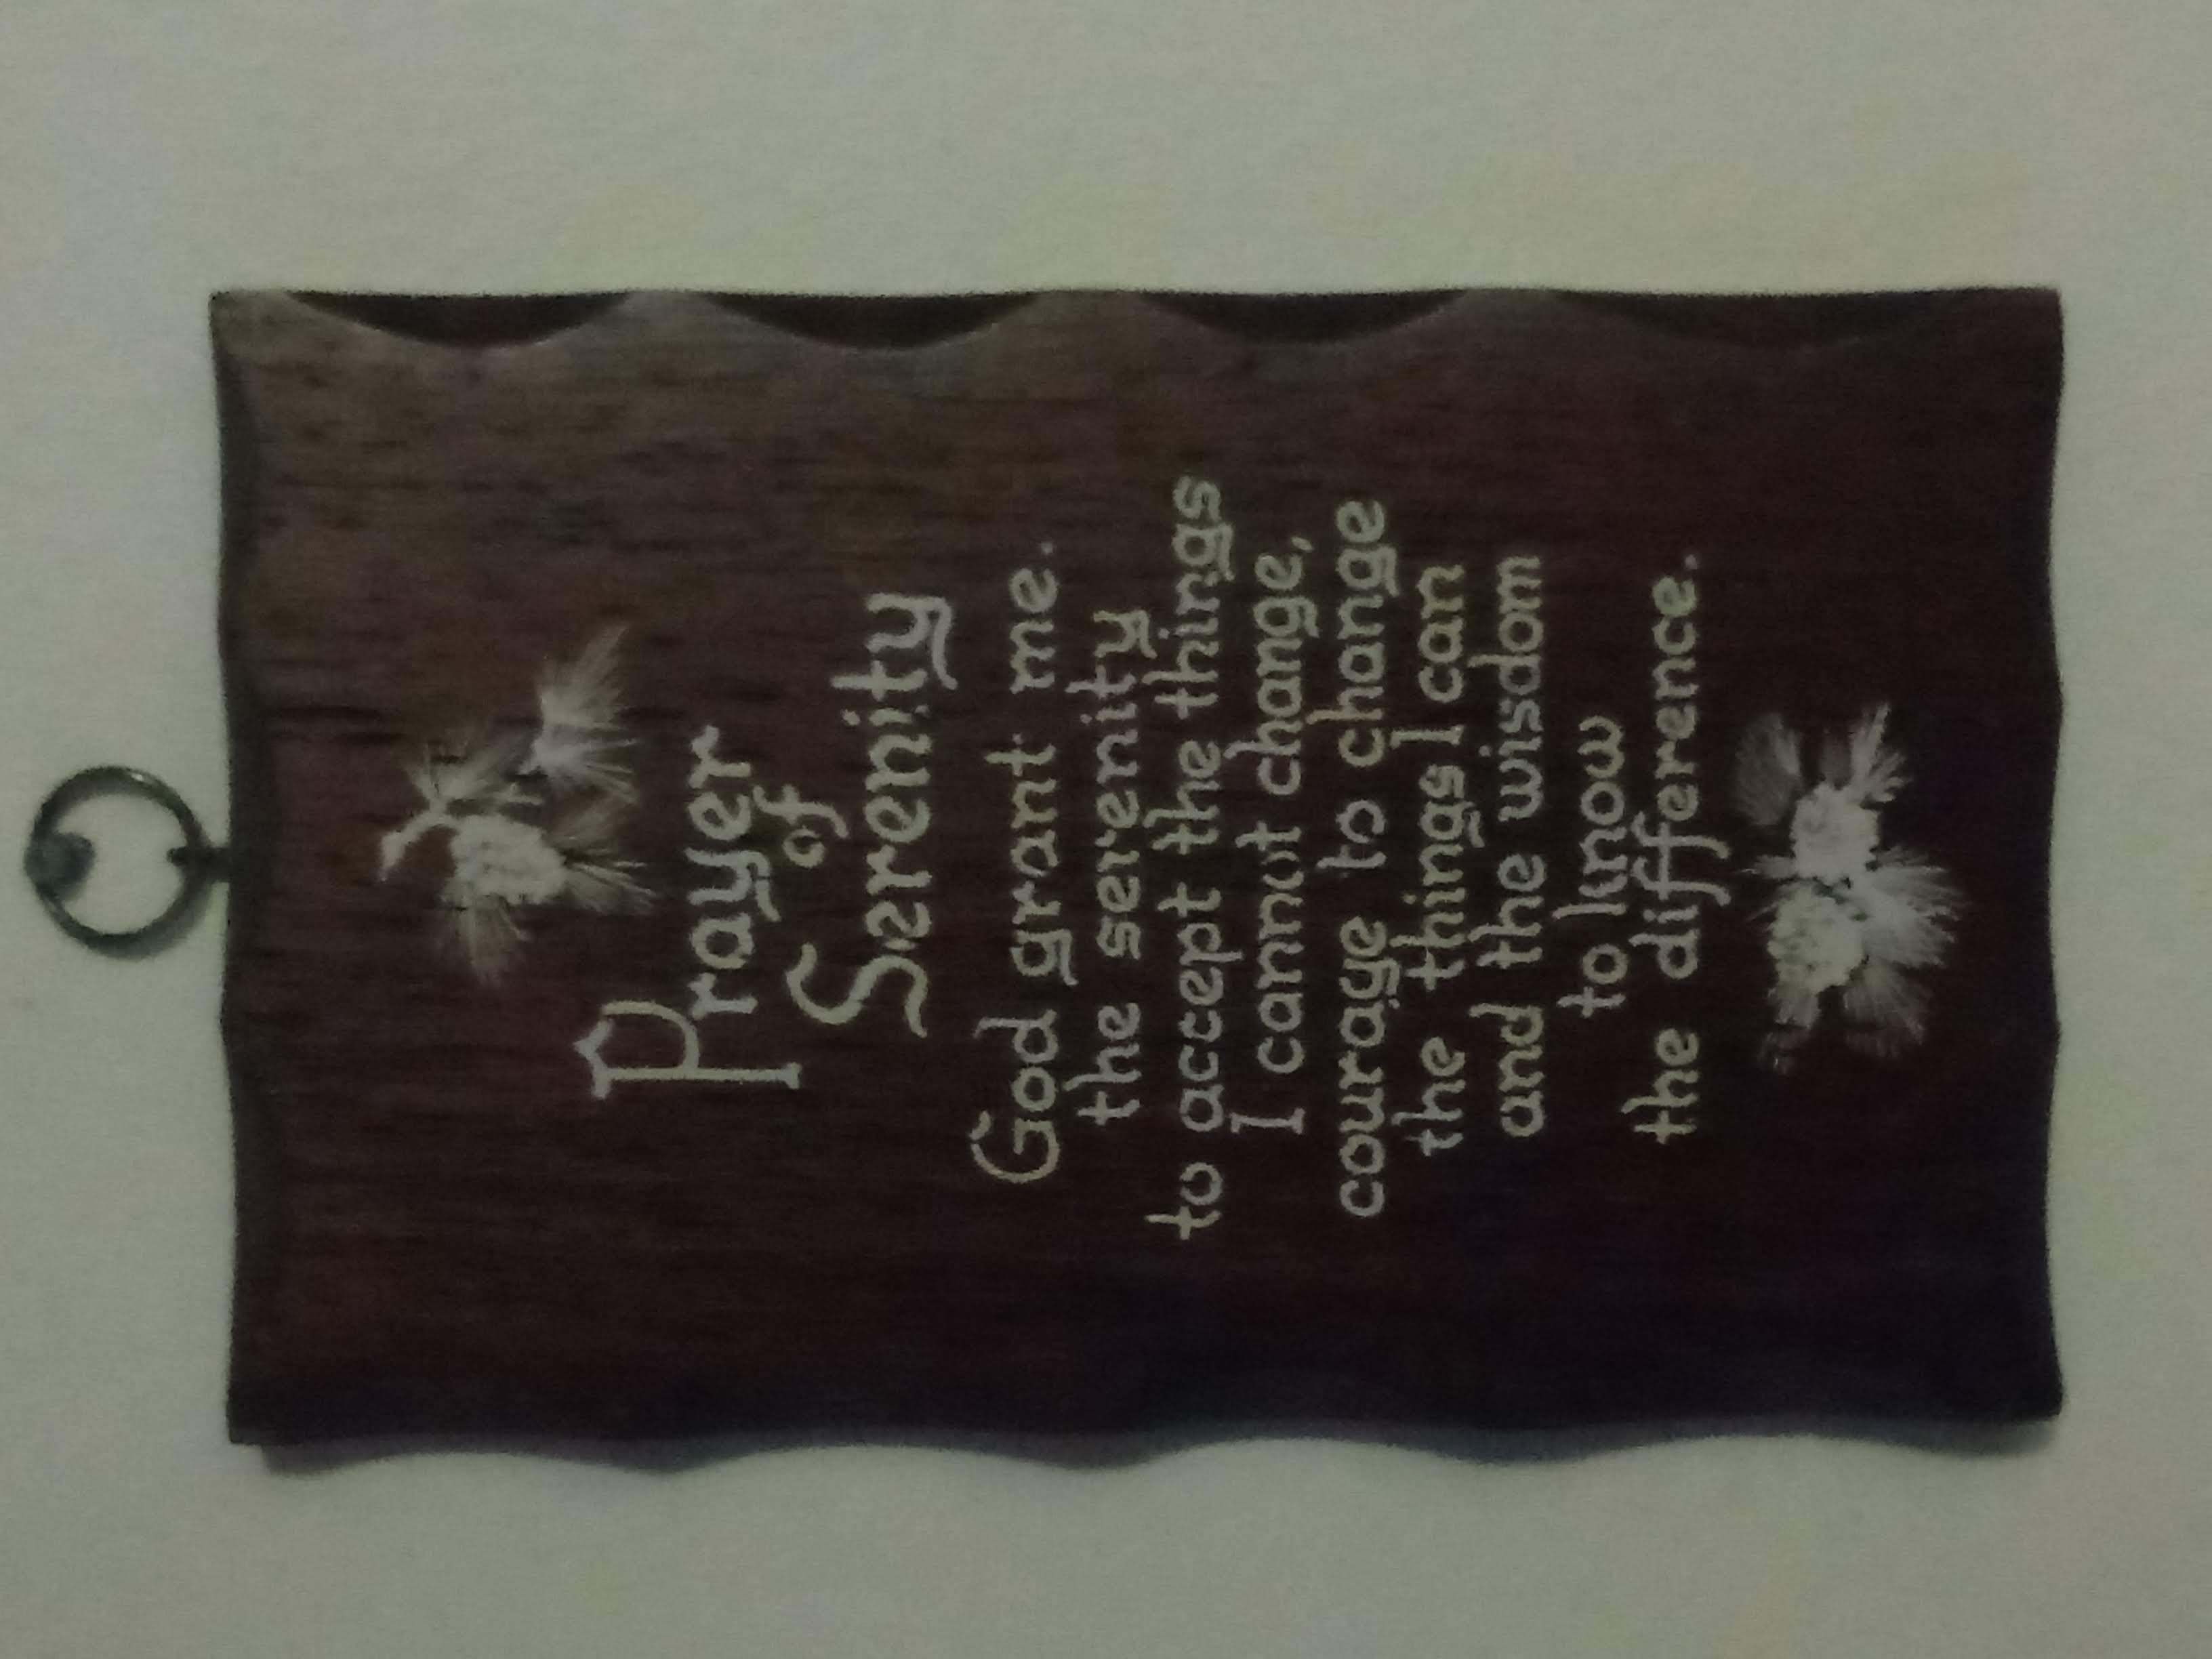 Prayer
of
Serenity
God grant me.
the serenity
to accept the things
I cannot change,
courage to change
the things I can
and the wisdom
to know
the difference.